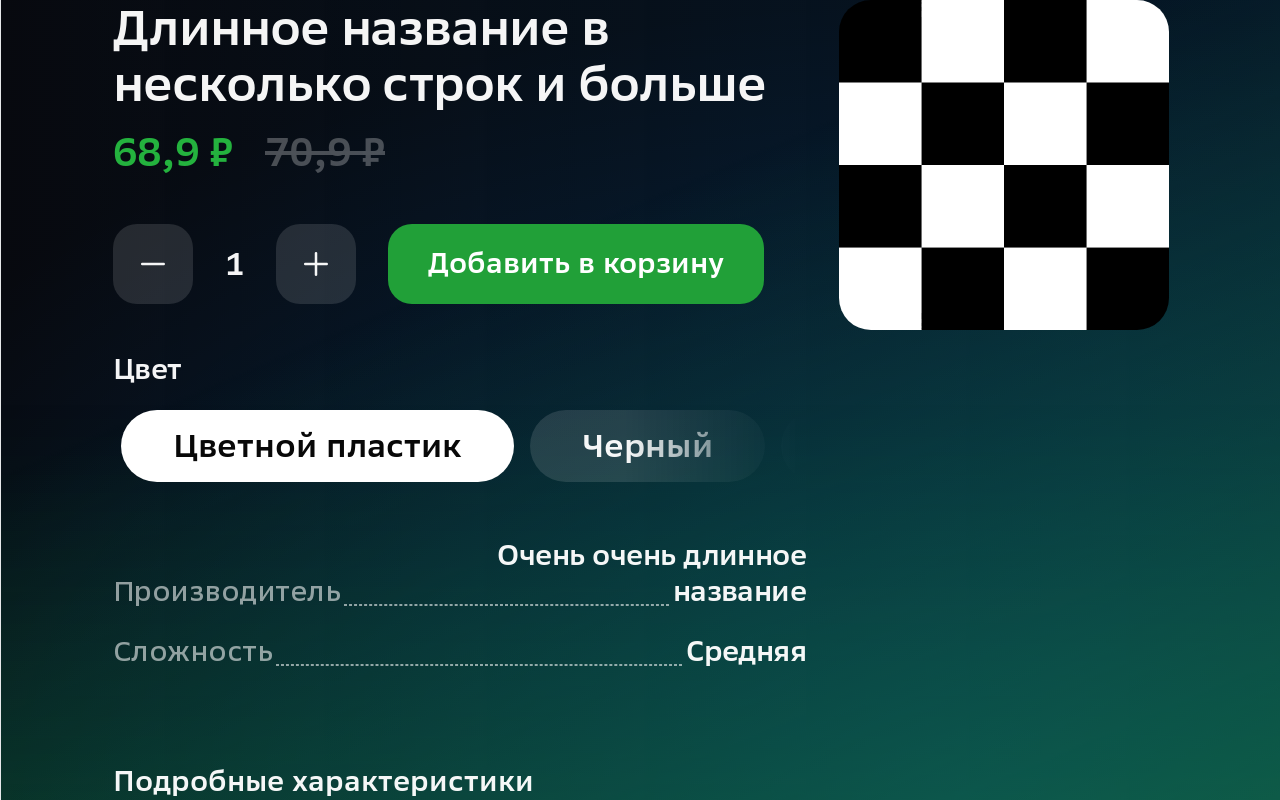 Длинное название в
несколько строк и больше
68,9 ₽ 70,9 ₽
1
Добавить в корзину
Цвет
Цветной пластик Черный
Очень очень длинное
Производитель название
Сложность Средняя
Подробные характеристики